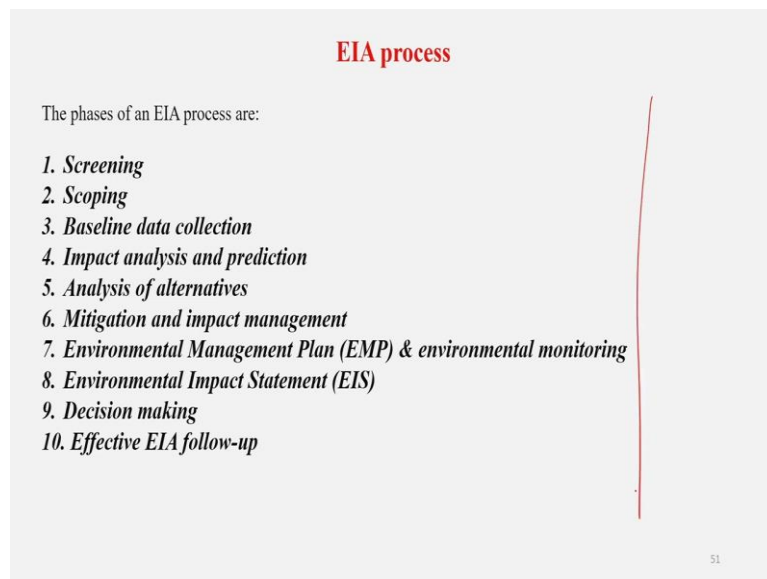 EIA process
The phases of an EIA process are:
1. Screening
2. Scoping
3. Baseline data collection
4. Impact analysis and prediction
5. Analysis of alternatives
6. Mitigation and impact management
7. Environmental Management Plan (EMP) & environmental monitoring
8. Environmental Impact Statement (EIS)
9. Decision making
10. Effective EIA follow-up
51